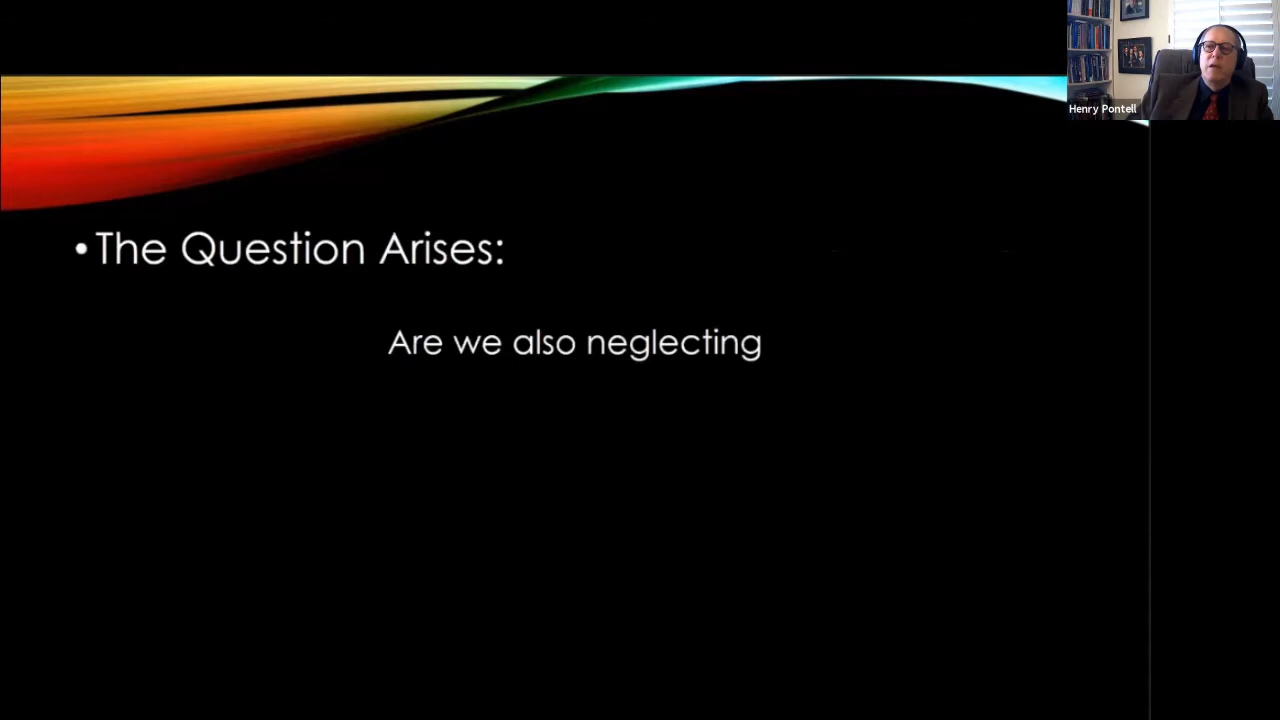 Henry Pontell
• The Question Arises:
Are we also neglecting